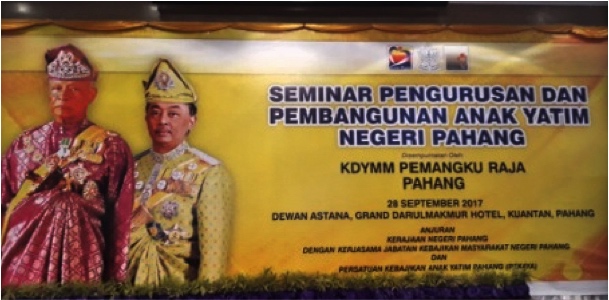 SEMINAR PENGURUSAN DAN
PEMBANGUNAN ANAK YATIM
NEGERI PAHANG
Disempurnakan Oleh:
KDYMM PEMANGKU RAJA
PAHANG
28 SEPTEMBER 2017
DEWAN ASTANA, GRAND DARULMAKMUR HOTEL, KUANTAN, PAHANG
ANJURAN
KERAJAAN NEGERI PAHANG
DENGAN KERJASAMA JABATAN KEBAJIKAN MASYARAKAT NEGERI PAHANG
DAN
PERSATUAN KEBAJIKAN ANAK YATIM PAHANG